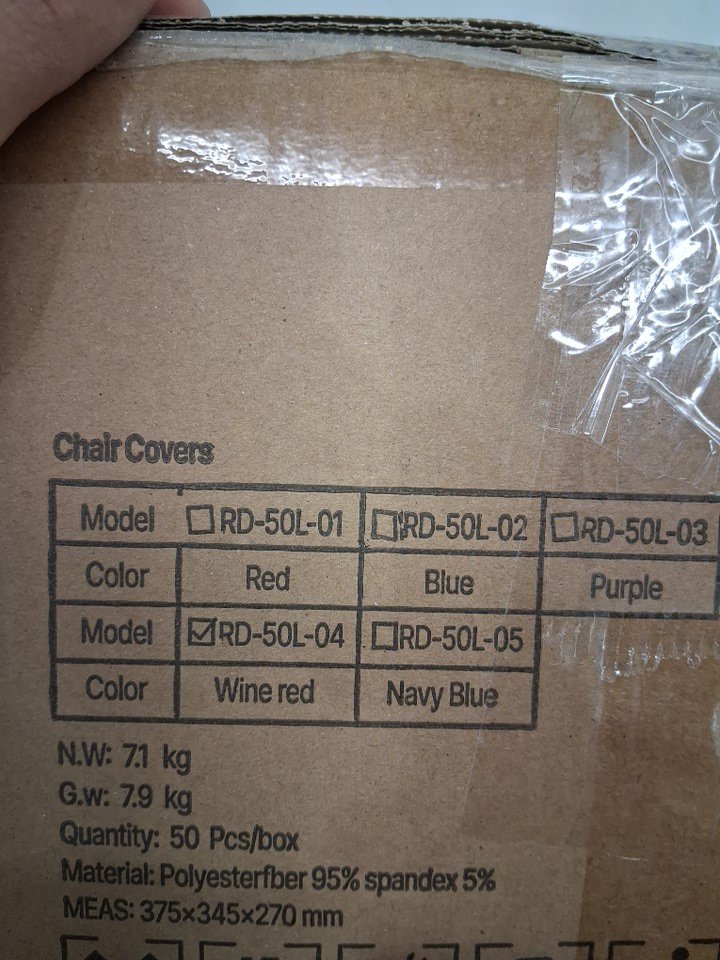 Chair Covers
Model ☐RD-50L-01 ☐RD-50L-02 ☐RD-50L-03
Color Red Blue Purple
Model ☑RD-50L-04 ☐RD-50L-05
Color Wine red Navy Blue
N.W: 7.1 kg
G.w: 7.9 kg
Quantity: 50 Pcs/box
Material: Polyesterfber 95% spandex 5%
MEAS: 375×345×270 mm